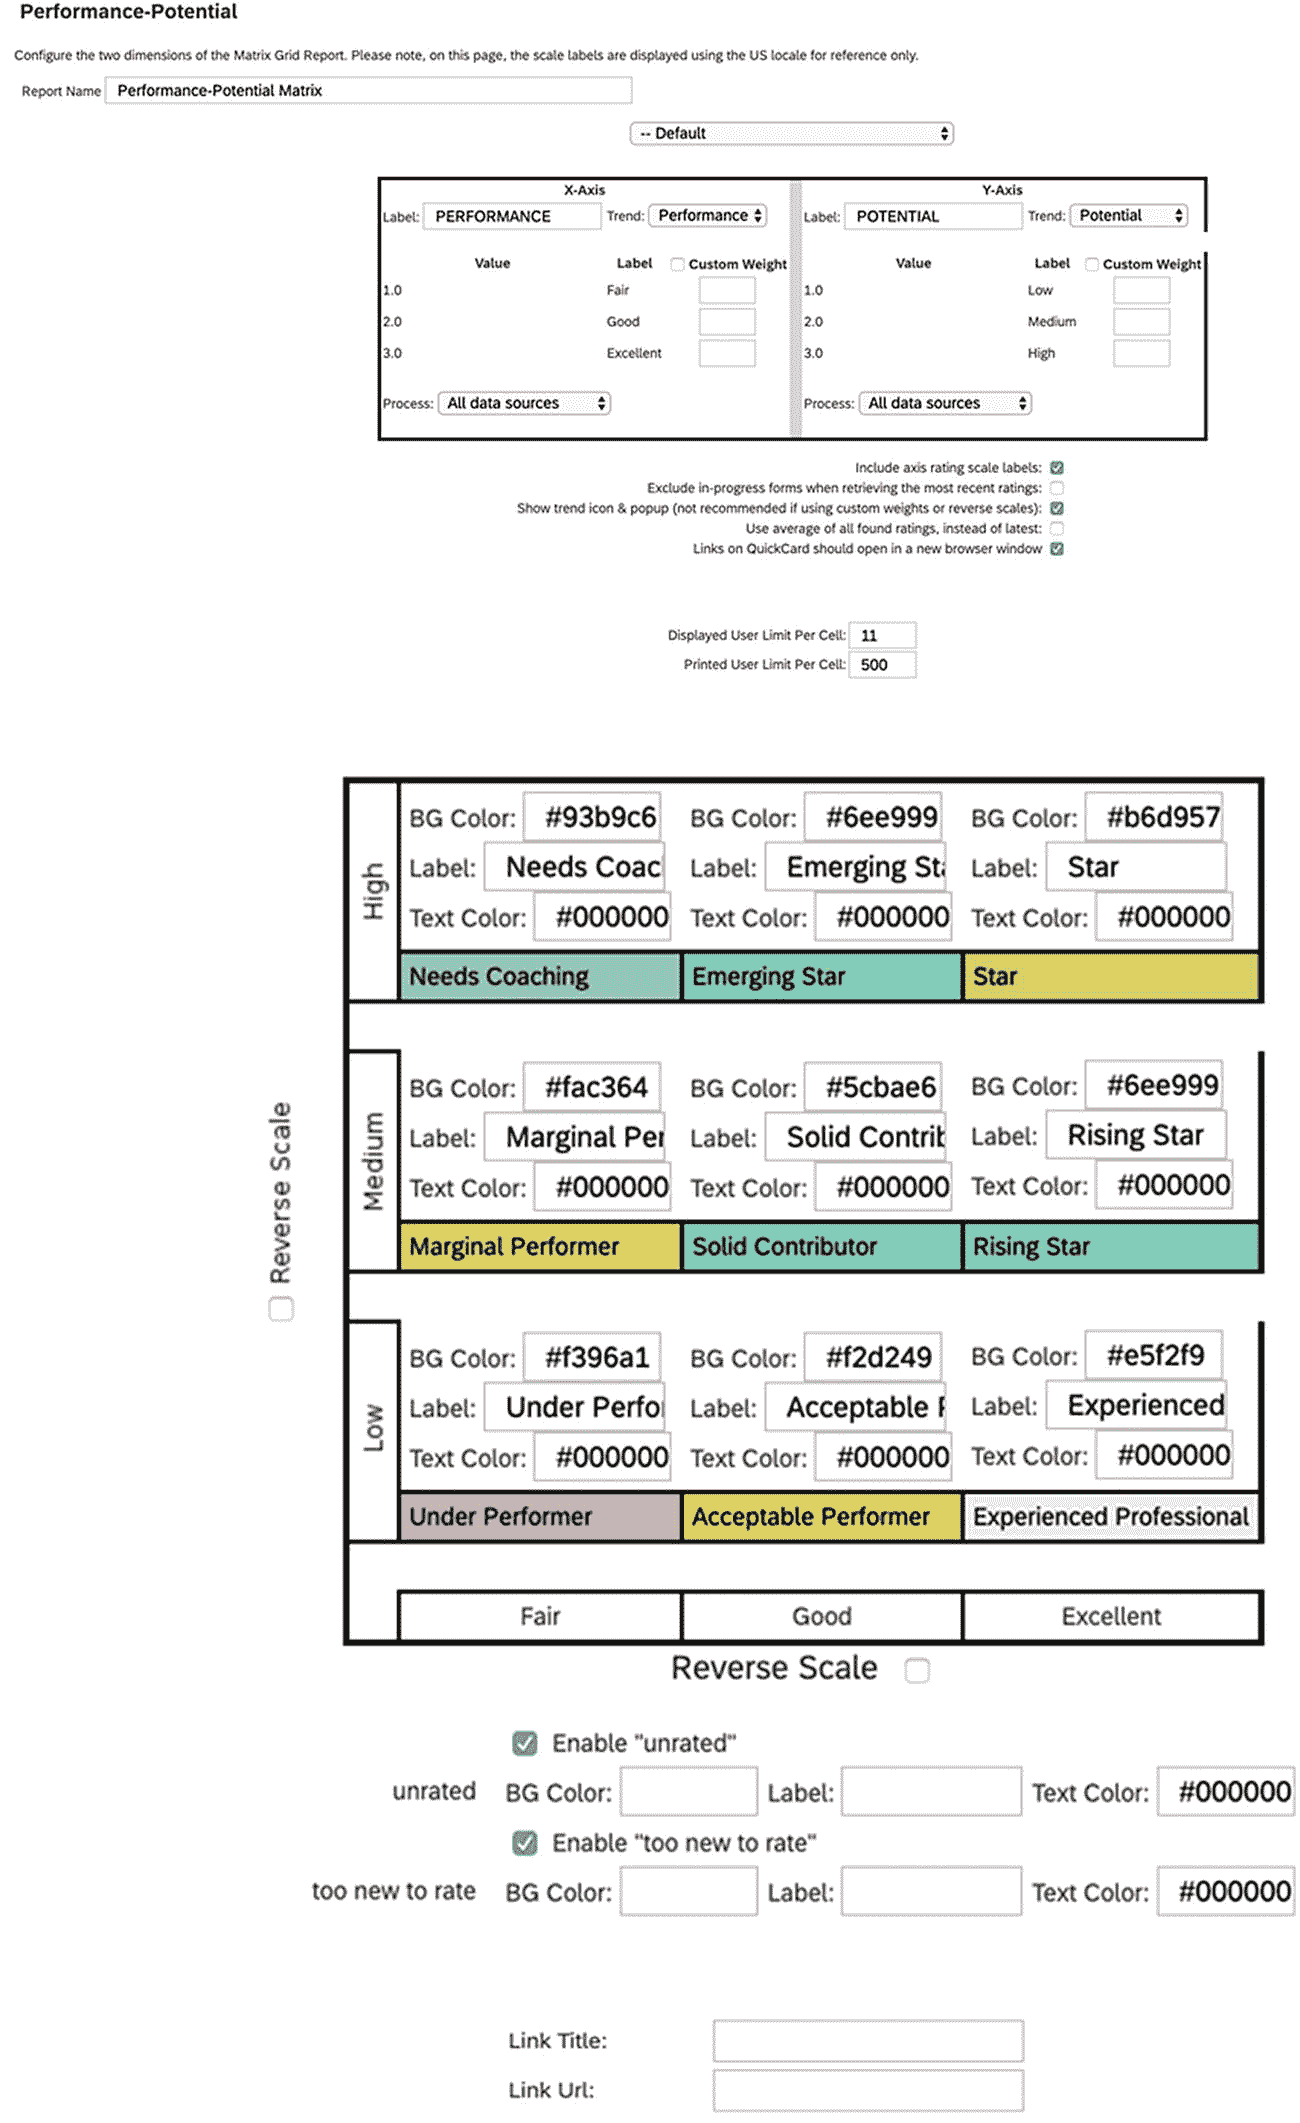 Performance-Potential
Configure the two dimensions of the Matrix Grid Report. Please note, on this page, the scale labels are displayed using the US locale for reference only.
Report Name Performance-Potential Matrix
-- Default
X-Axis Y-Axis
Label: PERFORMANCE Trend: Performance Label: POTENTIAL Trend: Potential
Value Label Custom Weight Value Label Custom Weight
1.0 Fair 1.0 Low
2.0 Good 2.0 Medium
3.0 Excellent 3.0 High
Process: All data sources Process: All data sources
Include axis rating scale labels:
Exclude in-progress forms when retrieving the most recent ratings:
Show trend icon & popup (not recommended if using custom weights or reverse scales):
Use average of all found ratings, instead of latest:
Links on QuickCard should open in a new browser window
Displayed User Limit Per Cell: 11
Printed User Limit Per Cell: 500
High
BG Color: #93b9c6 BG Color: #6ee999 BG Color: #b6d957
Label: Needs Coac Label: Emerging Sta Label: Star
Text Color: #000000 Text Color: #000000 Text Color: #000000
Needs Coaching Emerging Star Star
Reverse Scale
Medium
BG Color: #fac364 BG Color: #5cbae6 BG Color: #6ee999
Label: Marginal Per Label: Solid Contrib Label: Rising Star
Text Color: #000000 Text Color: #000000 Text Color: #000000
Marginal Performer Solid Contributor Rising Star
Low
BG Color: #f396a1 BG Color: #f2d249 BG Color: #e5f2f9
Label: Under Perfo Label: Acceptable P Label: Experienced
Text Color: #000000 Text Color: #000000 Text Color: #000000
Under Performer Acceptable Performer Experienced Professional
Fair Good Excellent
Reverse Scale
Enable "unrated"
unrated BG Color: Label: Text Color: #000000
Enable "too new to rate"
too new to rate BG Color: Label: Text Color: #000000
Link Title:
Link Url: